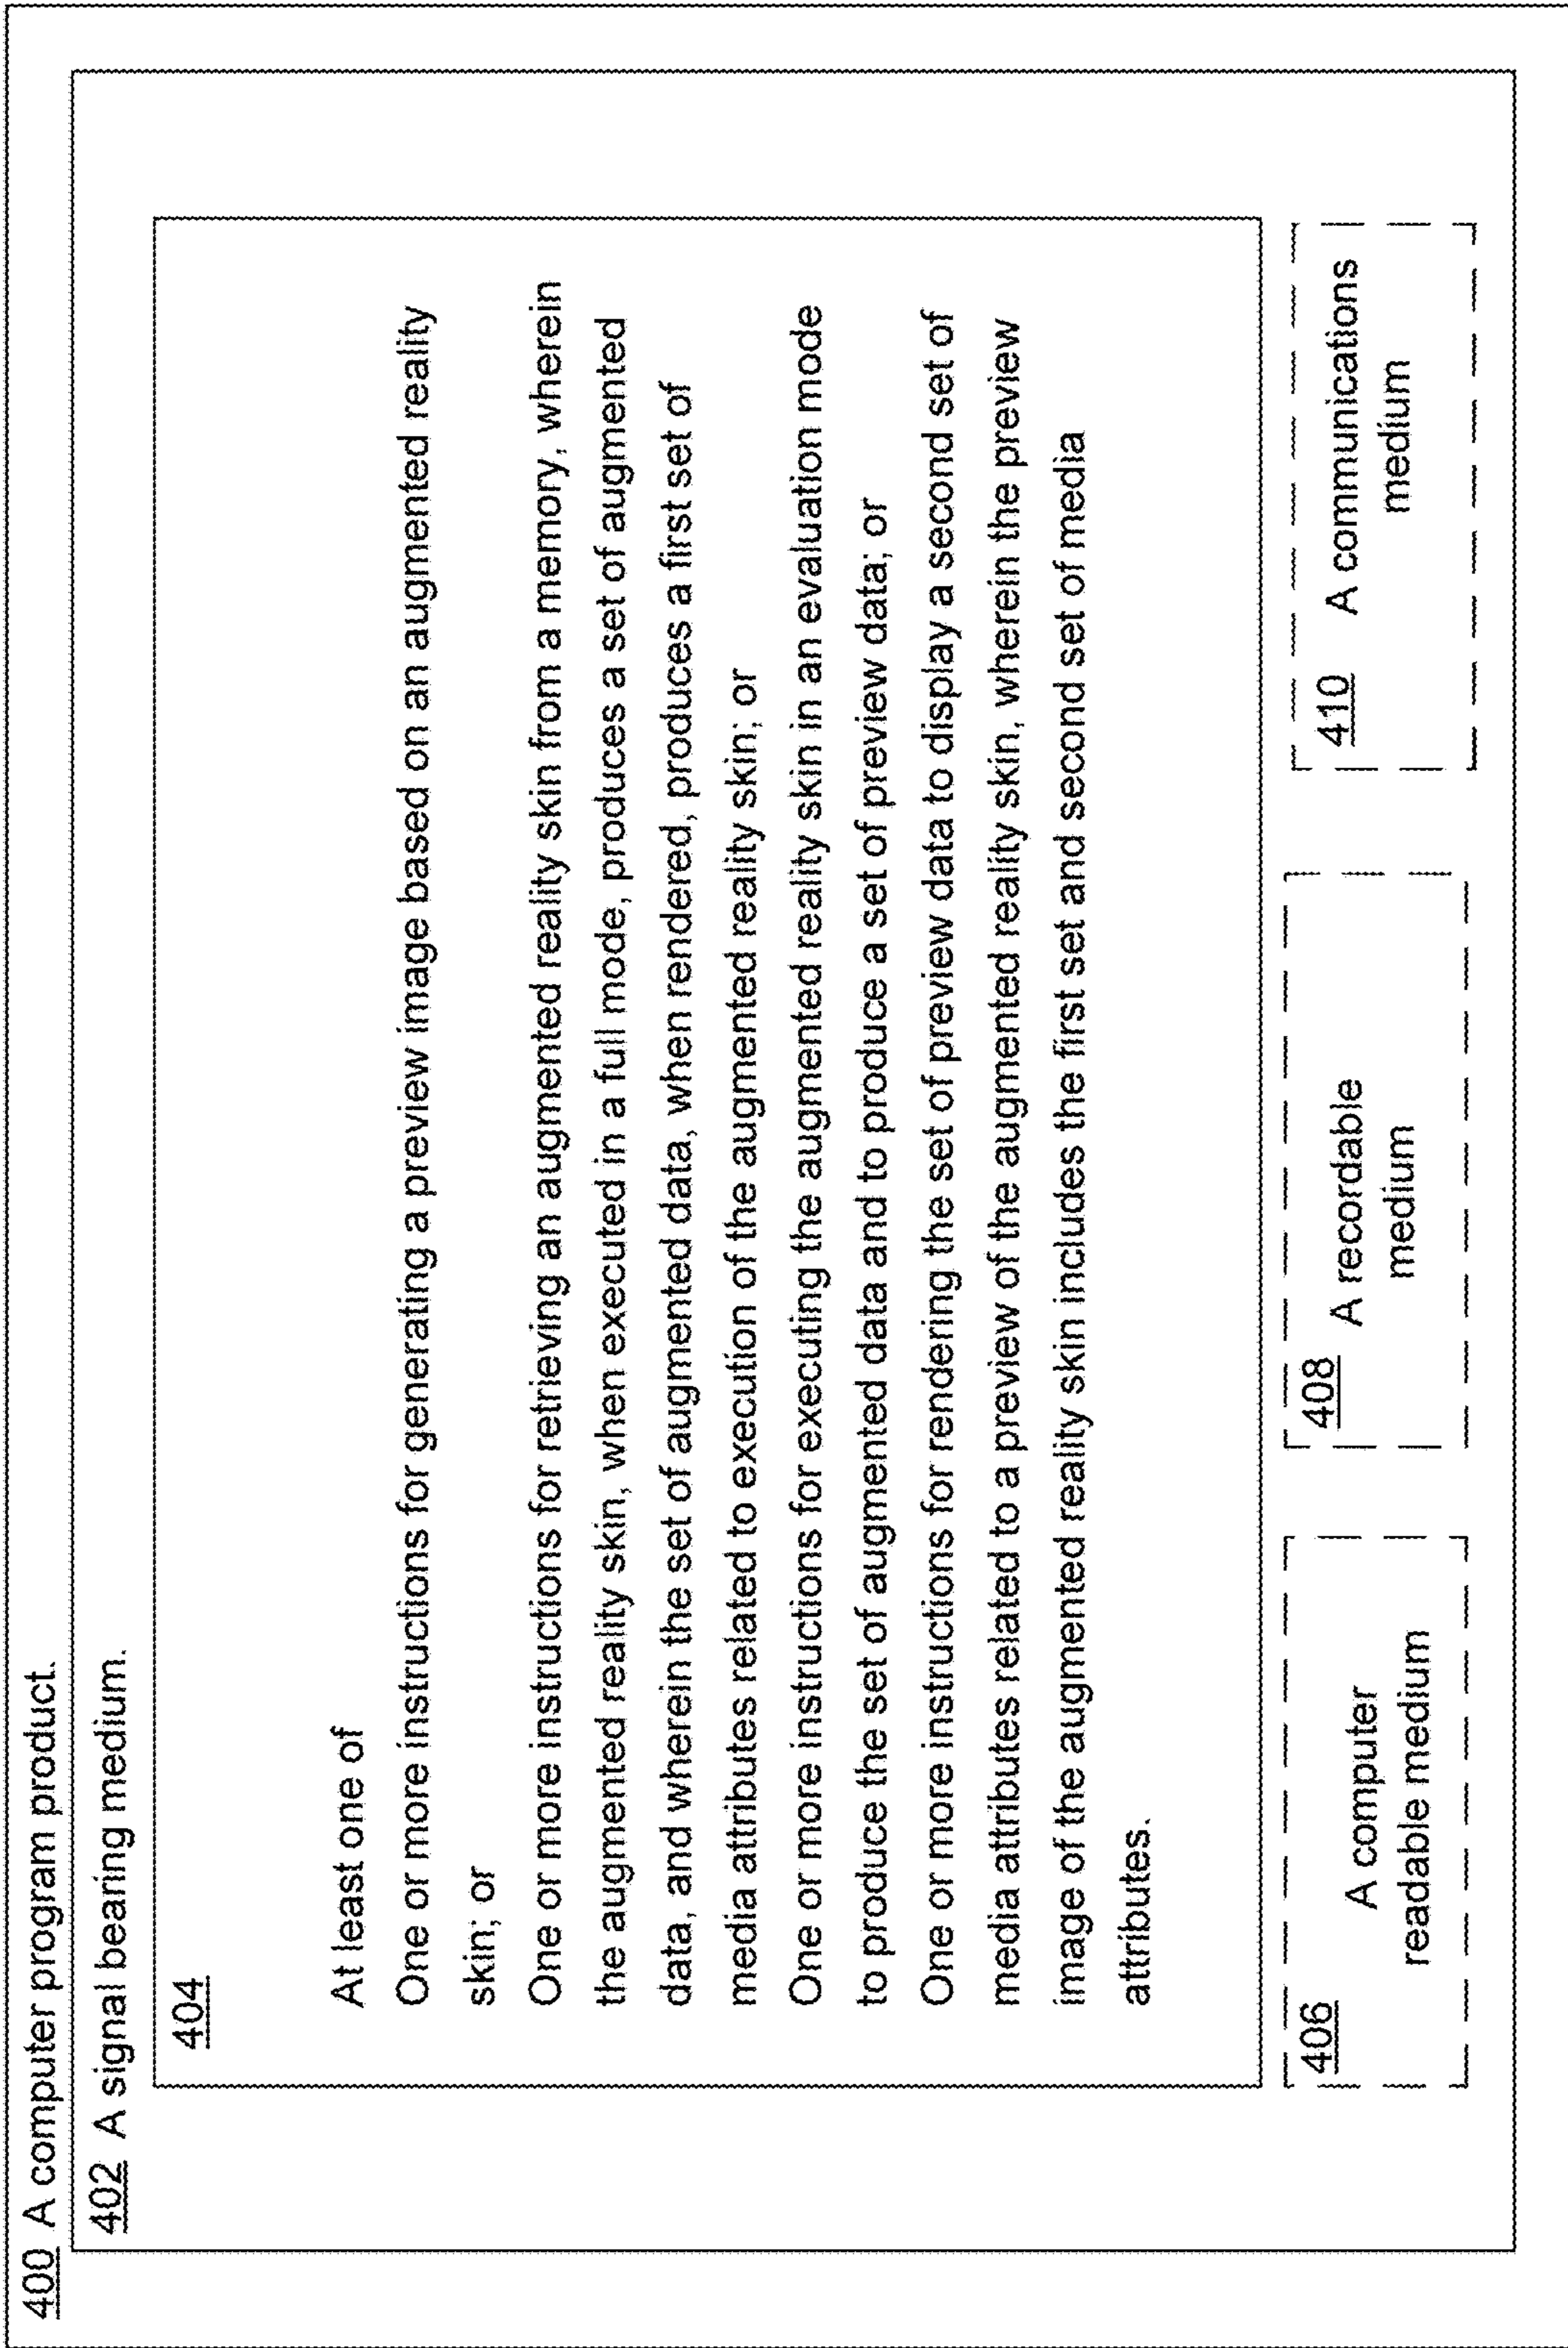 400 A computer program product.
402 A signal bearing medium.
404
At least one of
One or more instructions for generating a preview image based on an augmented reality
skin; or
One or more instructions for retrieving an augmented reality skin from a memory, wherein
the augmented reality skin, when executed in a full mode, produces a set of augmented
data, and wherein the set of augmented data, when rendered, produces a first set of
media attributes related to execution of the augmented reality skin; or
One or more instructions for executing the augmented reality skin in an evaluation mode
to produce the set of augmented data and to produce a set of preview data; or
One or more instructions for rendering the set of preview data to display a second set of
media attributes related to a preview of the augmented reality skin, wherein the preview
image of the augmented reality skin includes the first set and second set of media
attributes.
406 A computer
readable medium
408 A recordable
medium
410 A communications
medium